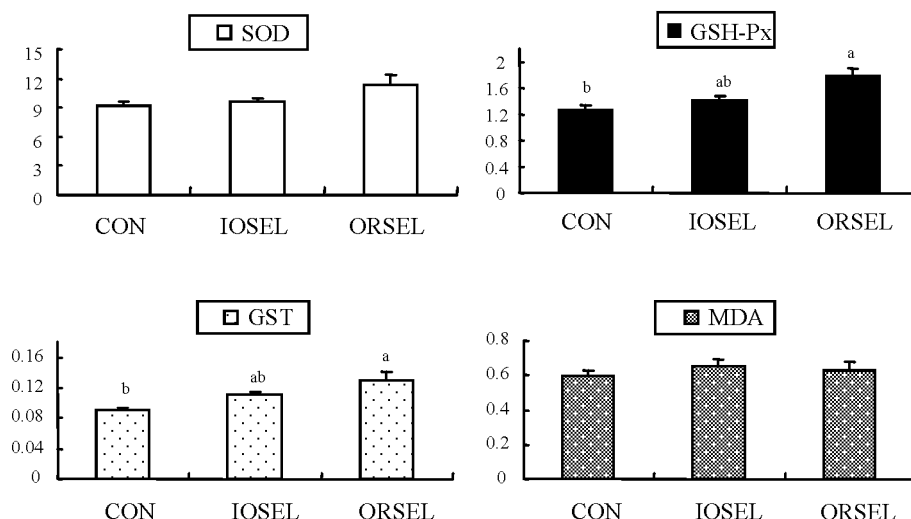 SOD
15
12
9
6
3
0
CON IOSEL ORSEL
GSH-Px
2
1.6
1.2
0.8
0.4
0
b ab a
CON IOSEL ORSEL
GST
0.16
0.12
0.08
0.04
0
b ab a
CON IOSEL ORSEL
MDA
0.8
0.6
0.4
0.2
0
CON IOSEL ORSEL